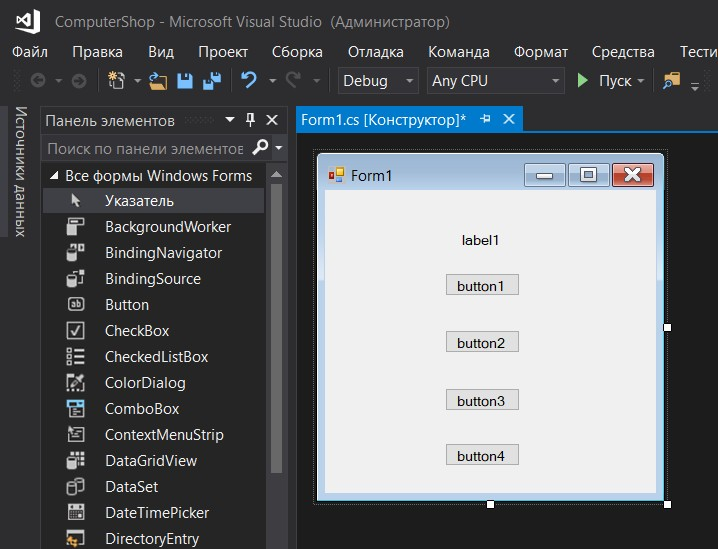 ComputerShop - Microsoft Visual Studio (Администратор)
Файл Правка Вид Проект Сборка Отладка Команда Формат Средства Тести
Debug Any CPU Пуск
Источники данных
Панель элементов
Form1.cs [Конструктор]*
Поиск по панели элементов
Все формы Windows Forms
Указатель
BackgroundWorker
BindingNavigator
BindingSource
ab Button
CheckBox
CheckedListBox
ColorDialog
ComboBox
ContextMenuStrip
DataGridView
DataSet
DateTimePicker
DirectoryEntry
Form1
label1
button1
button2
button3
button4